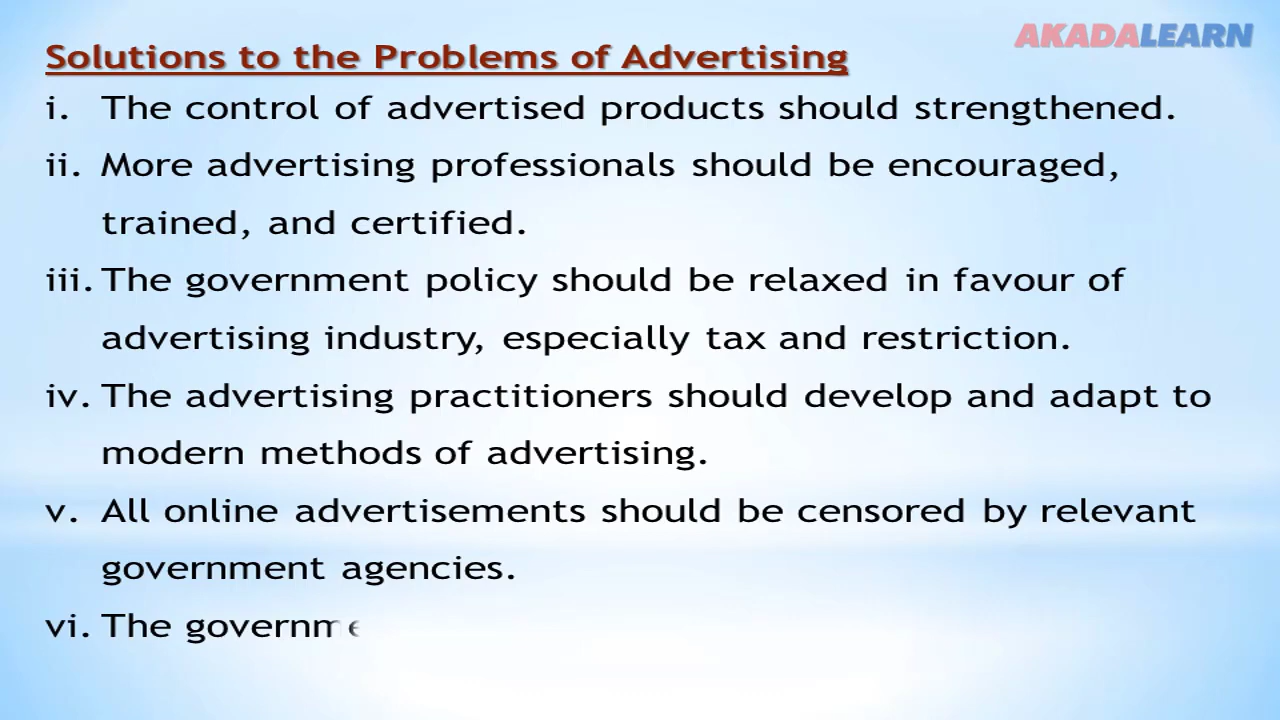 AKADALEARN
Solutions to the Problems of Advertising
i. The control of advertised products should strengthened.
ii. More advertising professionals should be encouraged,
trained, and certified.
iii. The government policy should be relaxed in favour of
advertising industry, especially tax and restriction.
iv. The advertising practitioners should develop and adapt to
modern methods of advertising.
v. All online advertisements should be censored by relevant
government agencies.
vi. The governme